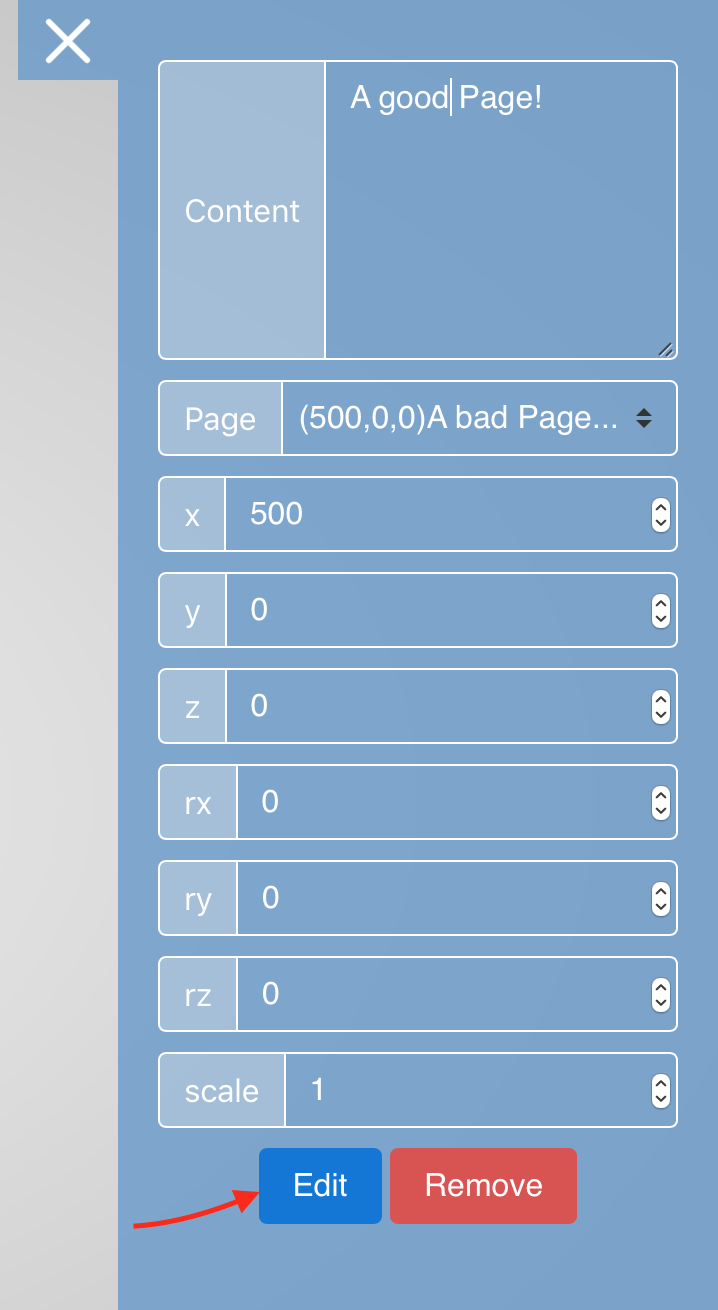 A good Page!
Content
Page (500,0,0)A bad Page...
x 500
y 0
z 0
rx 0
ry 0
rz 0
scale 1
Edit Remove